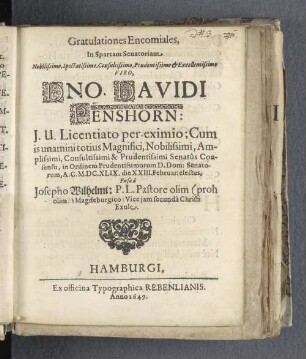 Gratulationes Encomiales,
In Spartam Senatoriam
Nobilissimo, Spectatissimo, Consultissimo, Prudentissimo & Excellentissimo
VIRO,
DNO. DAVIDI
PENSHORN:
J. U. Licentiato per-eximio; Cum
is unamini totius Magnifici, Nobilissimi, Am-
plissimi, Consultissimi & Prudentissimi Senatûs Con-
sensu, in Ordinem Prudentissimorum D. Dom: Senato-
rum, A. C. M.DC.XLIX. die XXIII. Februar: electus,
Fusæ à
Josepho Wilhelmi: P. L. Pastore olim (proh
olim!) Magdeburgico: Vice jam secundâ Christi
Exule.
HAMBURGI,
Ex officina Typographica REBENLIANIS.
Anno 1649.